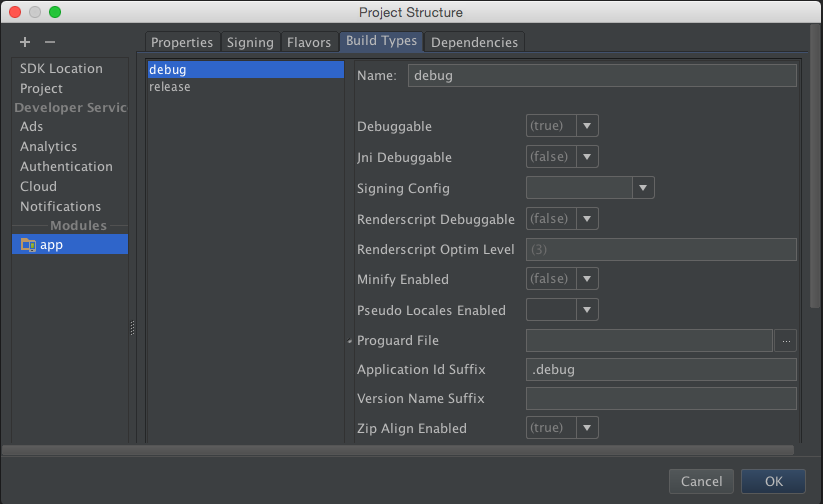 Project Structure
+ −
SDK Location
Project
Developer Servic
Ads
Analytics
Authentication
Cloud
Notifications
Modules
app
Properties
Signing
Flavors
Build Types
Dependencies
debug
release
Name: debug
Debuggable (true)
Jni Debuggable (false)
Signing Config
Renderscript Debuggable (false)
Renderscript Optim Level (3)
Minify Enabled (false)
Pseudo Locales Enabled
Proguard File ...
Application Id Suffix .debug
Version Name Suffix
Zip Align Enabled (true)
Cancel
OK